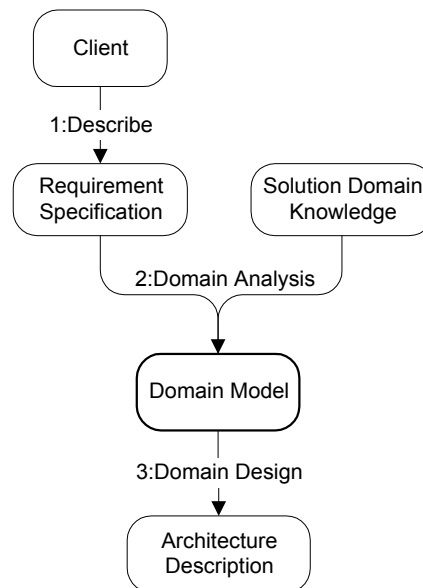 Client
1:Describe
Requirement
Specification
Solution Domain
Knowledge
2:Domain Analysis
Domain Model
3:Domain Design
Architecture
Description